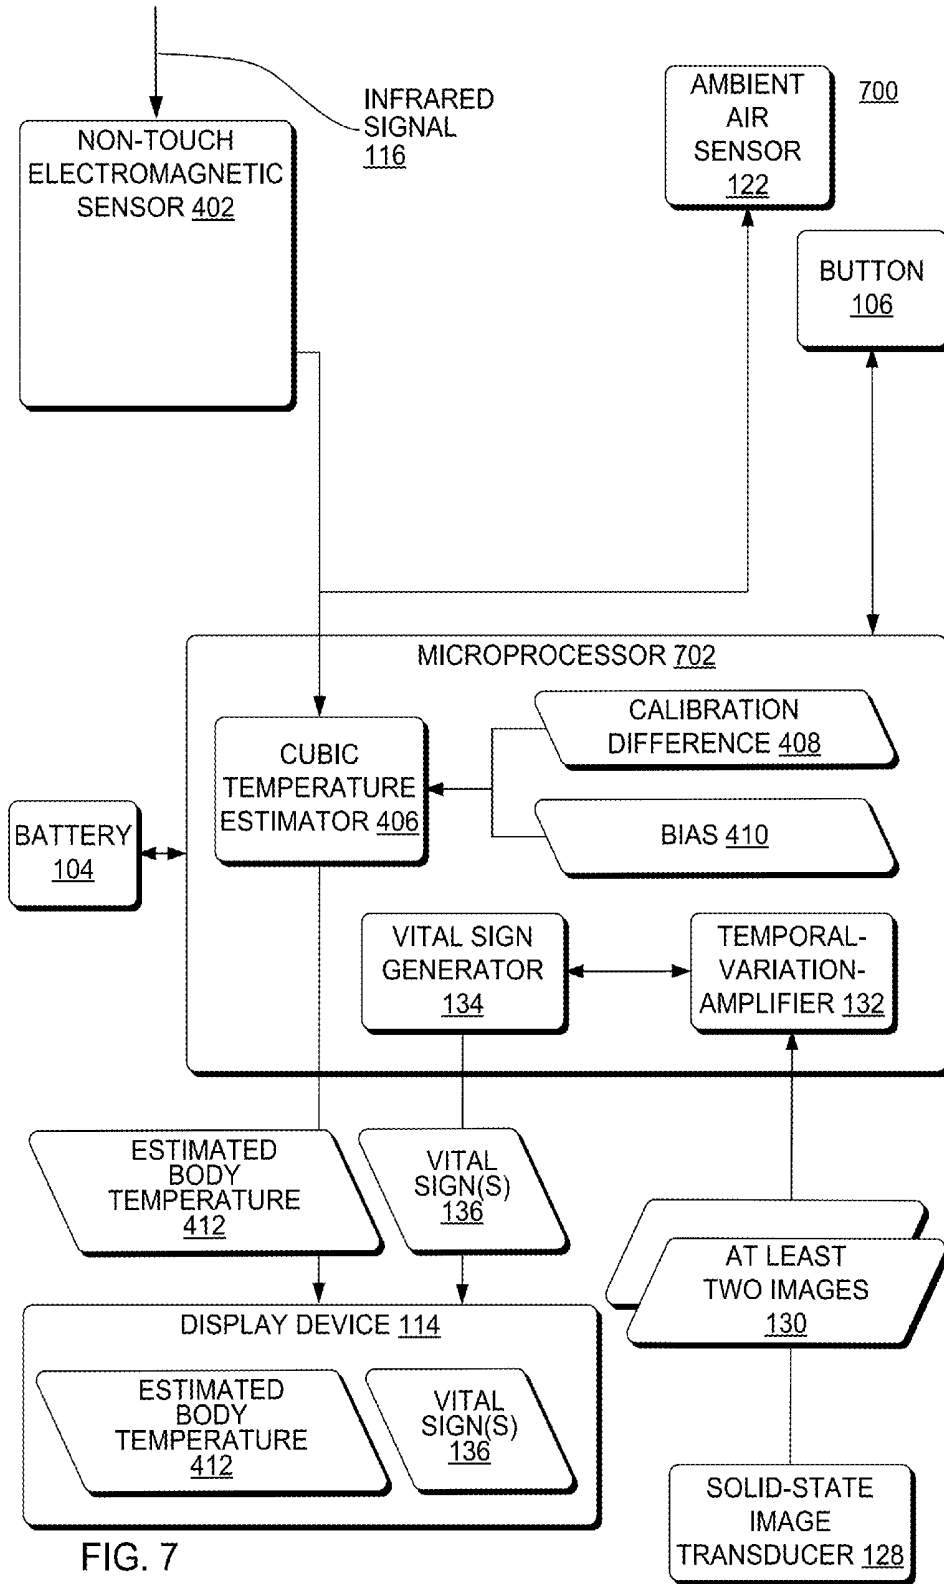 INFRARED
SIGNAL
116
NON-TOUCH
ELECTROMAGNETIC
SENSOR 402
AMBIENT
AIR
SENSOR
122
700
BUTTON
106
MICROPROCESSOR 702
CUBIC
TEMPERATURE
ESTIMATOR 406
CALIBRATION
DIFFERENCE 408
BIAS 410
BATTERY
104
VITAL SIGN
GENERATOR
134
TEMPORAL-
VARIATION-
AMPLIFIER 132
ESTIMATED
BODY
TEMPERATURE
412
VITAL
SIGN(S)
136
AT LEAST
TWO IMAGES
130
DISPLAY DEVICE 114
ESTIMATED
BODY
TEMPERATURE
412
VITAL
SIGN(S)
136
SOLID-STATE
IMAGE
TRANSDUCER 128
FIG. 7